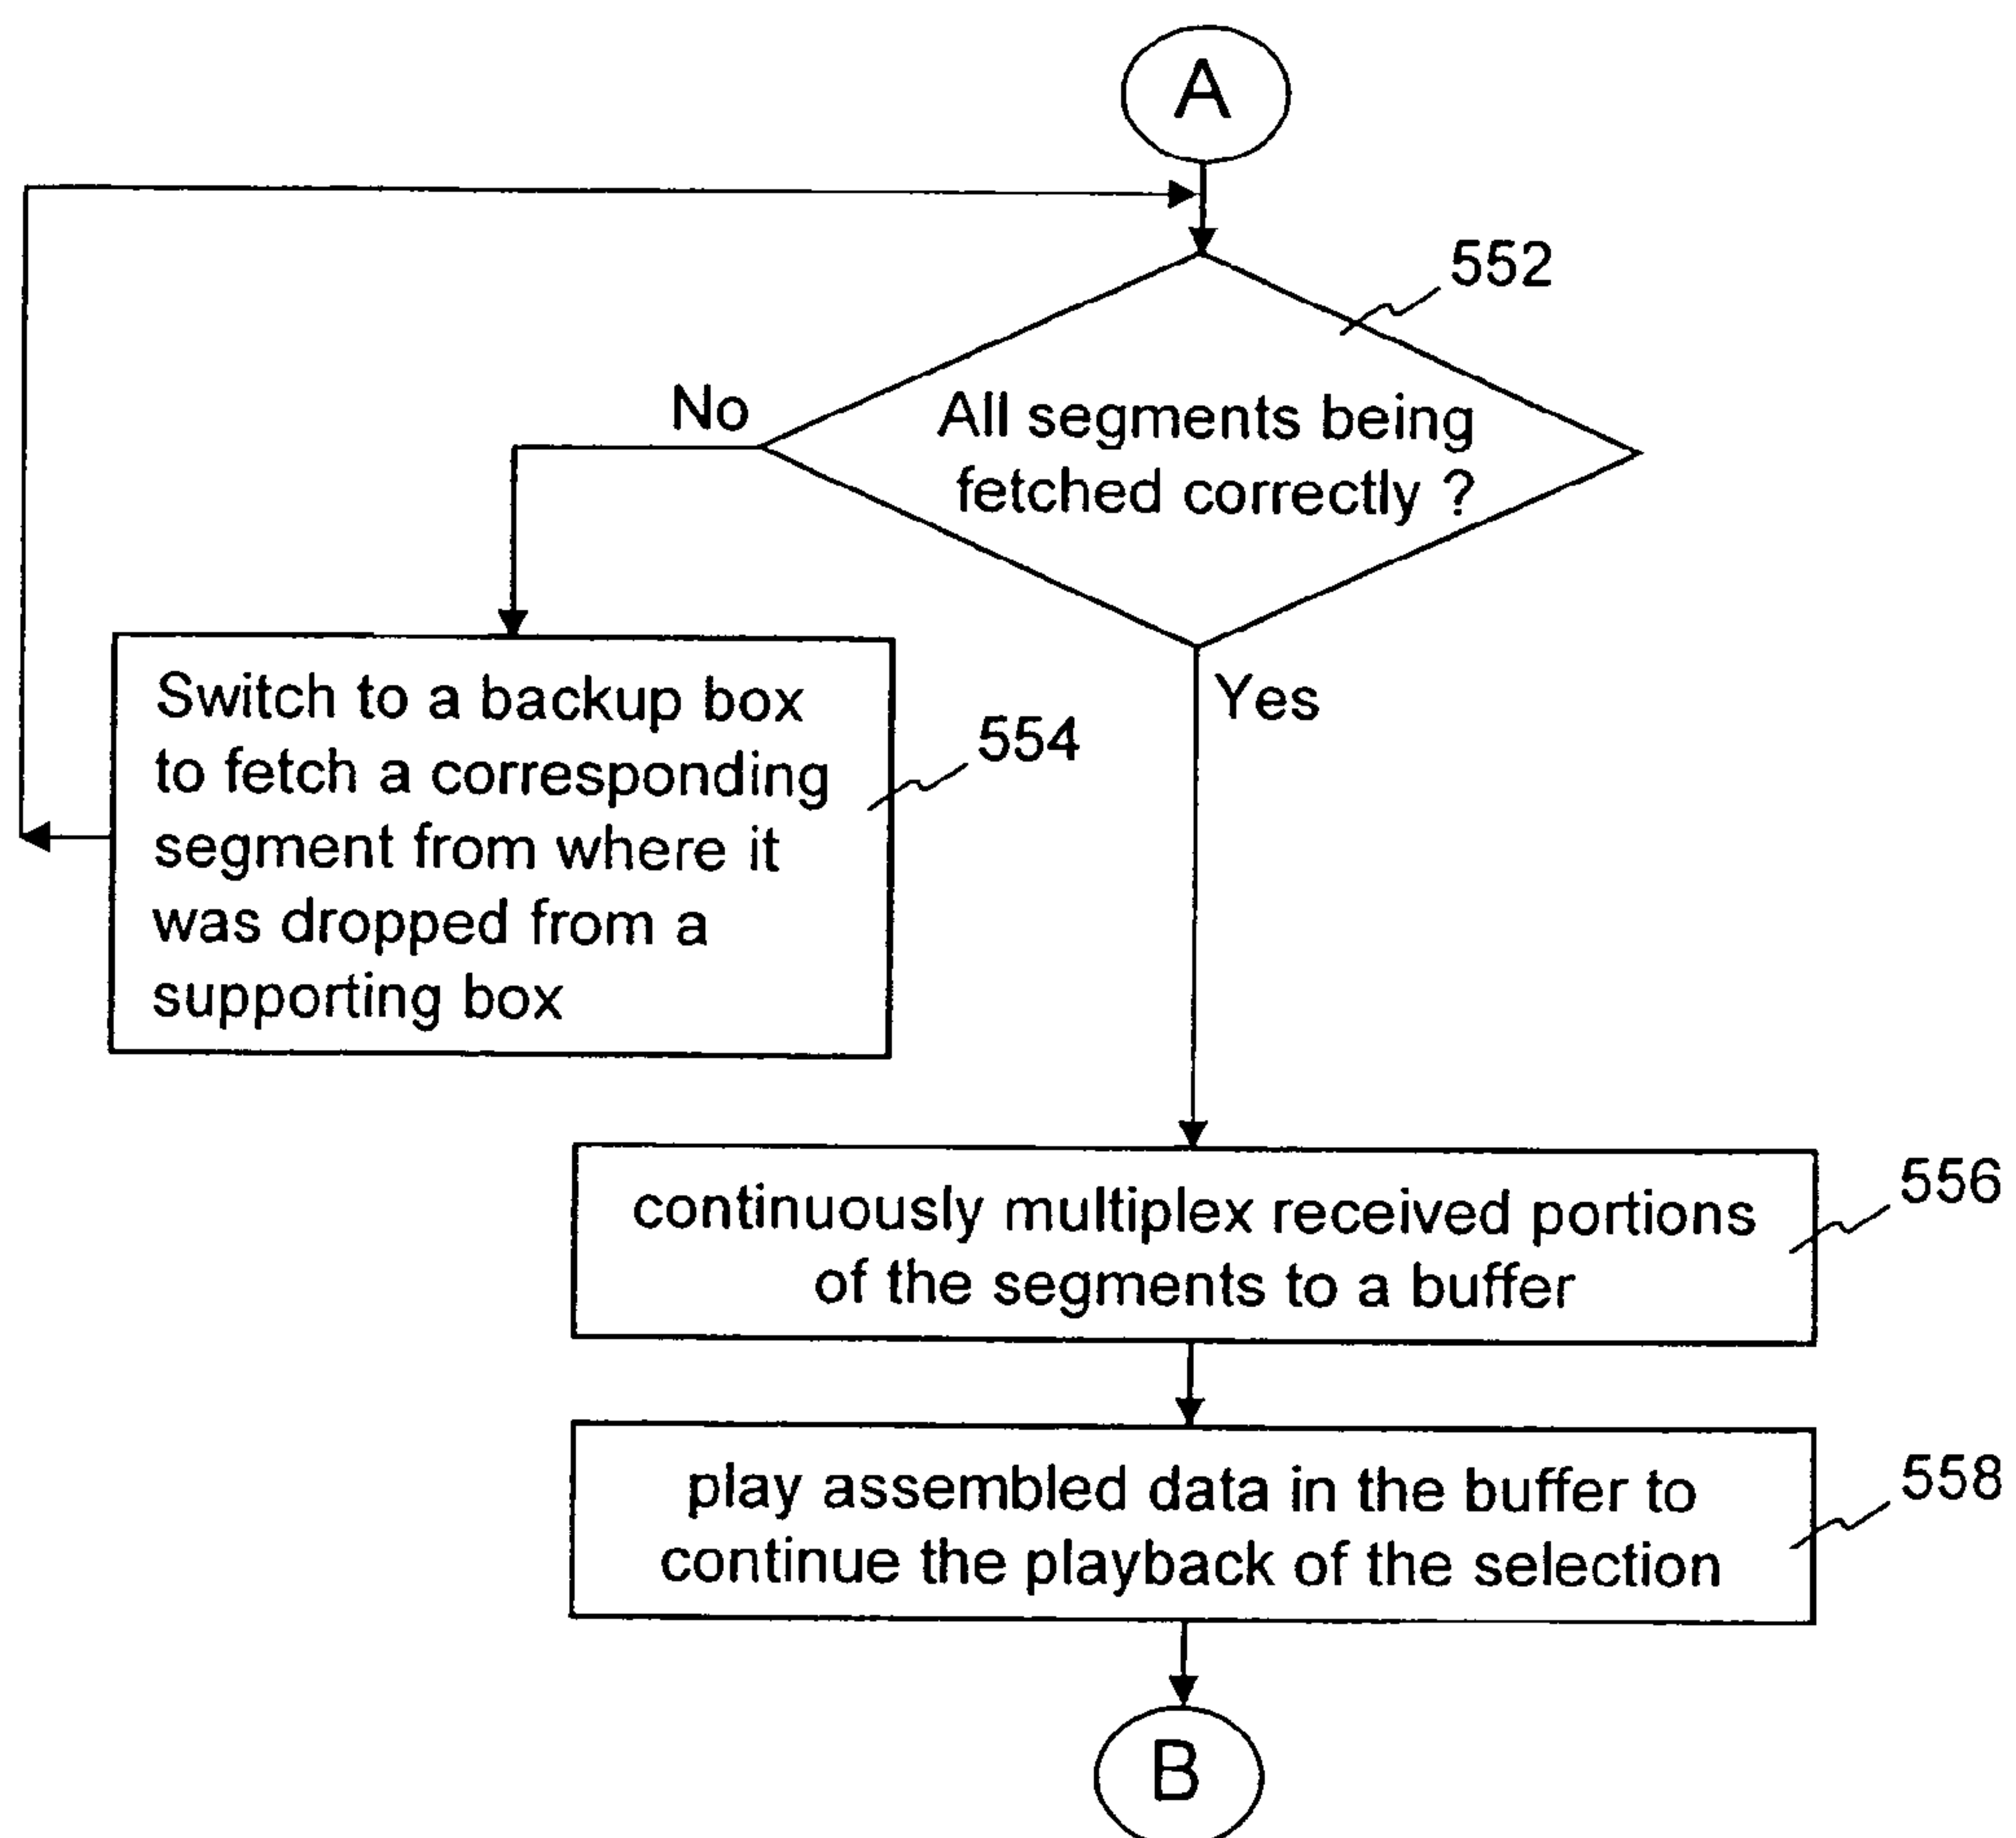 A
552
No
All segments being
fetched correctly ?
Yes
Switch to a backup box
to fetch a corresponding
segment from where it
was dropped from a
supporting box
554
continuously multiplex received portions
of the segments to a buffer
556
play assembled data in the buffer to
continue the playback of the selection
558
B